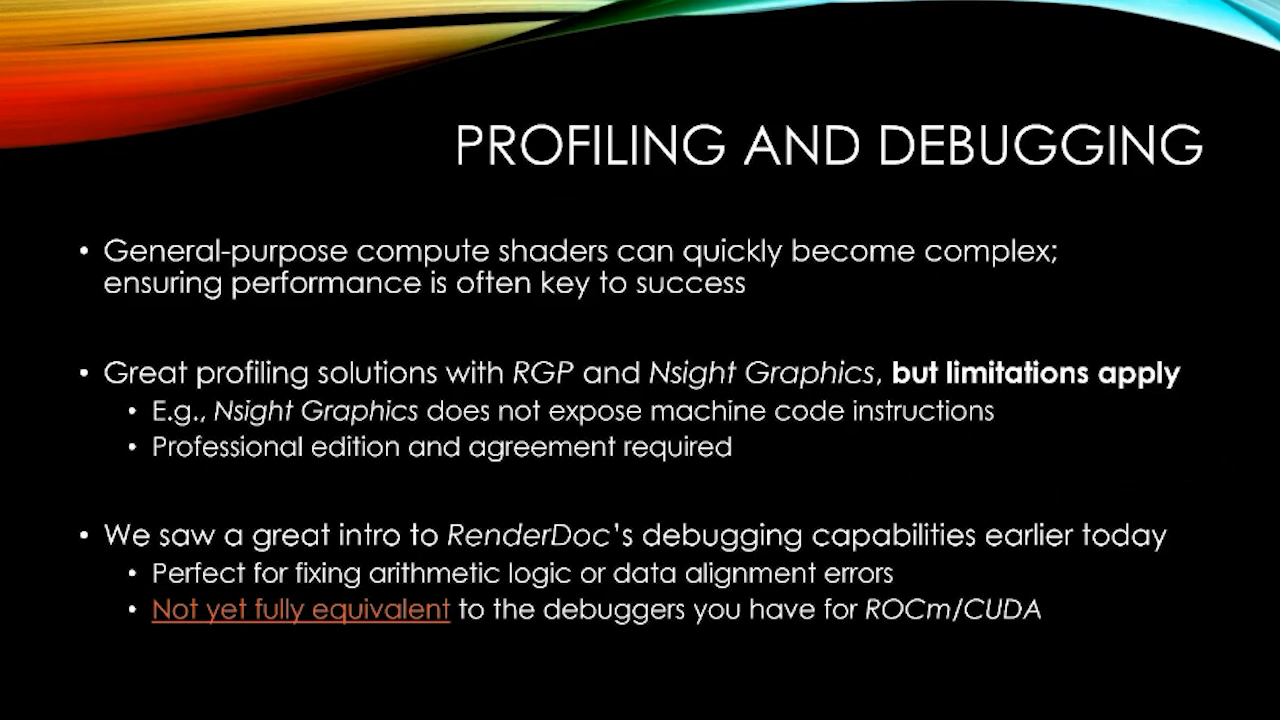 PROFILING AND DEBUGGING
• General-purpose compute shaders can quickly become complex;
ensuring performance is often key to success
• Great profiling solutions with RGP and Nsight Graphics, but limitations apply
• E.g., Nsight Graphics does not expose machine code instructions
• Professional edition and agreement required
• We saw a great intro to RenderDoc's debugging capabilities earlier today
• Perfect for fixing arithmetic logic or data alignment errors
• Not yet fully equivalent to the debuggers you have for ROCm/CUDA